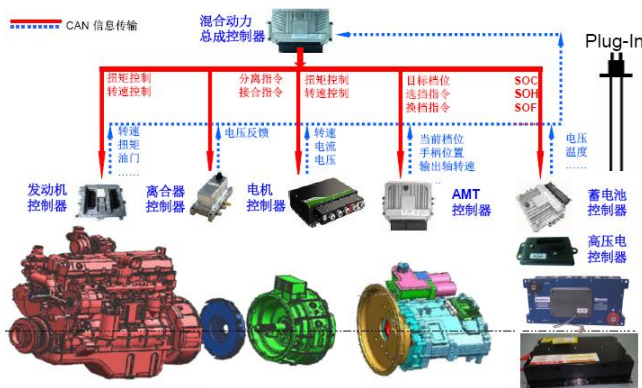 CAN 信息传输
混合动力
总成控制器
Plug-In
扭矩控制
转速控制
分离指令
接合指令
扭矩控制
转速控制
目标档位
选挡指令
换档指令
SOC
SOH
SOF
转速
扭矩
油门
……
电压反馈
转速
电流
电压
当前档位
手柄位置
输出轴转速
……
电压
温度
……
发动机
控制器
离合器
控制器
电机
控制器
AMT
控制器
蓄电池
控制器
高压电
控制器